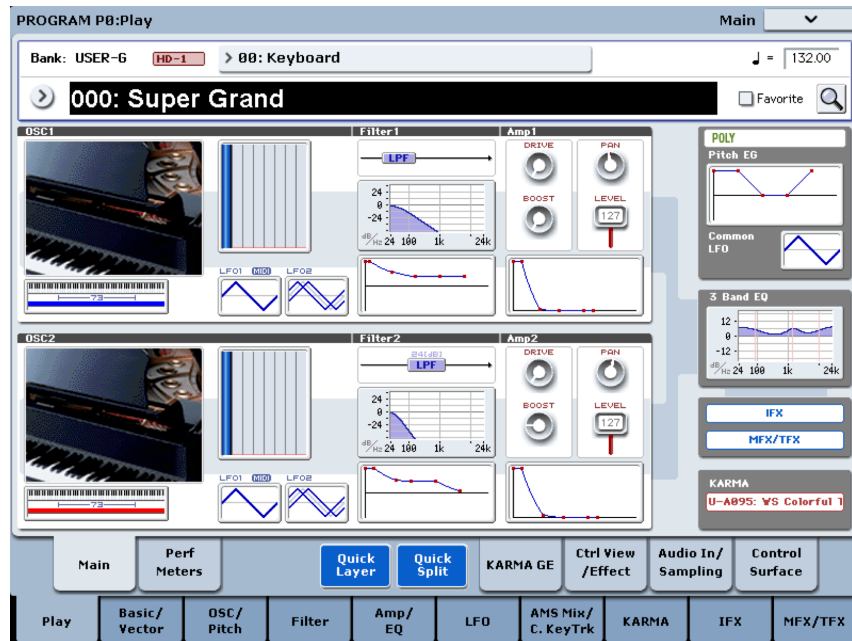 PROGRAM P0:Play Main
Bank: USER-G HD-1 00: Keyboard ♩ = 132.00
000: Super Grand Favorite
OSC1 Filter1 Amp1
LPF
24
0
-24
dB/Hz 24 100 1k 24k
DRIVE PAN
BOOST LEVEL
127
73
LFO1 MIDI LFO2
POLY
Pitch EG
Common
LFO
3 Band EQ
12
0
-12
dB/Hz 24 100 1k 24k
OSC2 Filter2 Amp2
24[dB]
LPF
24
0
-24
dB/Hz 24 100 1k 24k
DRIVE PAN
BOOST LEVEL
127
73
LFO1 MIDI LFO2
IFX
MFX/TFX
KARMA
U-A095: WS Colorful
Main
Perf
Meters
Quick
Layer
Quick
Split
KARMA GE
Ctrl View
/Effect
Audio In/
Sampling
Control
Surface
Play
Basic/
Vector
OSC/
Pitch
Filter
Amp/
EQ
LFO
AMS Mix/
C. KeyTrk
KARMA
IFX
MFX/TFX